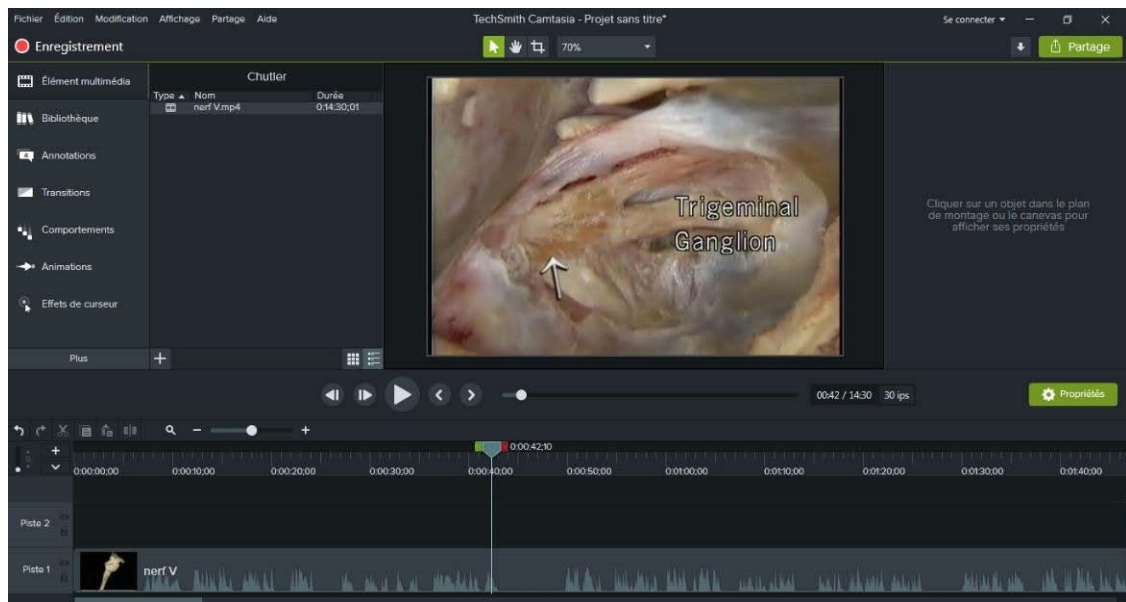 Fichier Édition Modification Affichage Partage Aide
TechSmith Camtasia - Projet sans titre*
Se connecter
Enregistrement
70%
Partage
Élément multimédia
Bibliothèque
Annotations
Transitions
Comportements
Animations
Effets de curseur
Plus
Chutier
Type Nom Durée
nerf V.mp4 0:14:30;01
Trigeminal
Ganglion
Cliquer sur un objet dans le plan
de montage ou le canevas pour
afficher ses propriétés
00:42 / 14:30 30 ips
Propriétés
0:00:42;10
0:00:00;00 0:00:10;00 0:00:20;00 0:00:30;00 0:00:40;00 0:00:50;00 0:01:00;00 0:01:10;00 0:01:20;00 0:01:30;00 0:01:40;00
Piste 2
Piste 1
nerf V